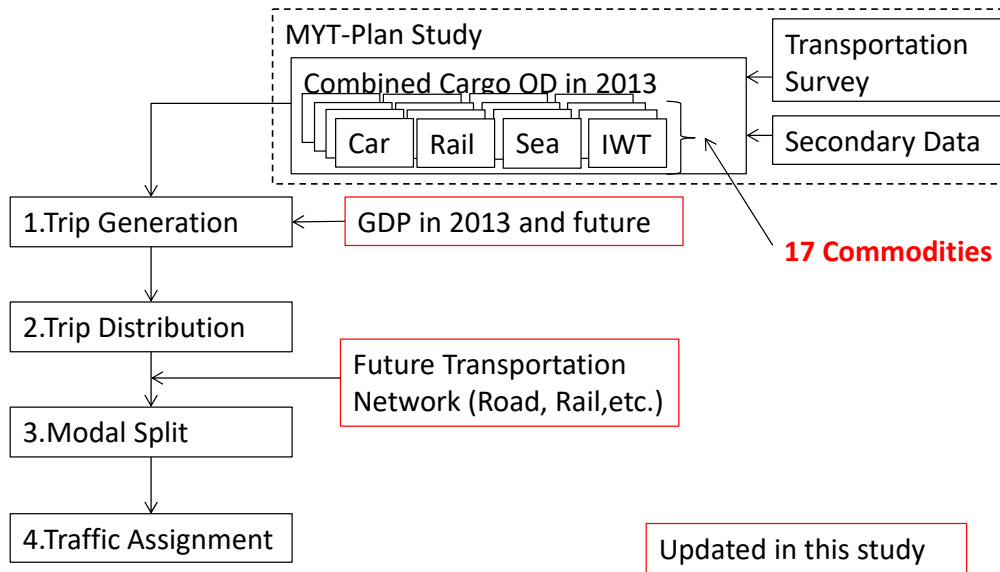 MYT-Plan Study
Transportation
Survey
Combined Cargo OD in 2013
Car
Rail
Sea
IWT
Secondary Data
1.Trip Generation
GDP in 2013 and future
17 Commodities
2.Trip Distribution
Future Transportation
Network (Road, Rail,etc.)
3.Modal Split
4.Traffic Assignment
Updated in this study